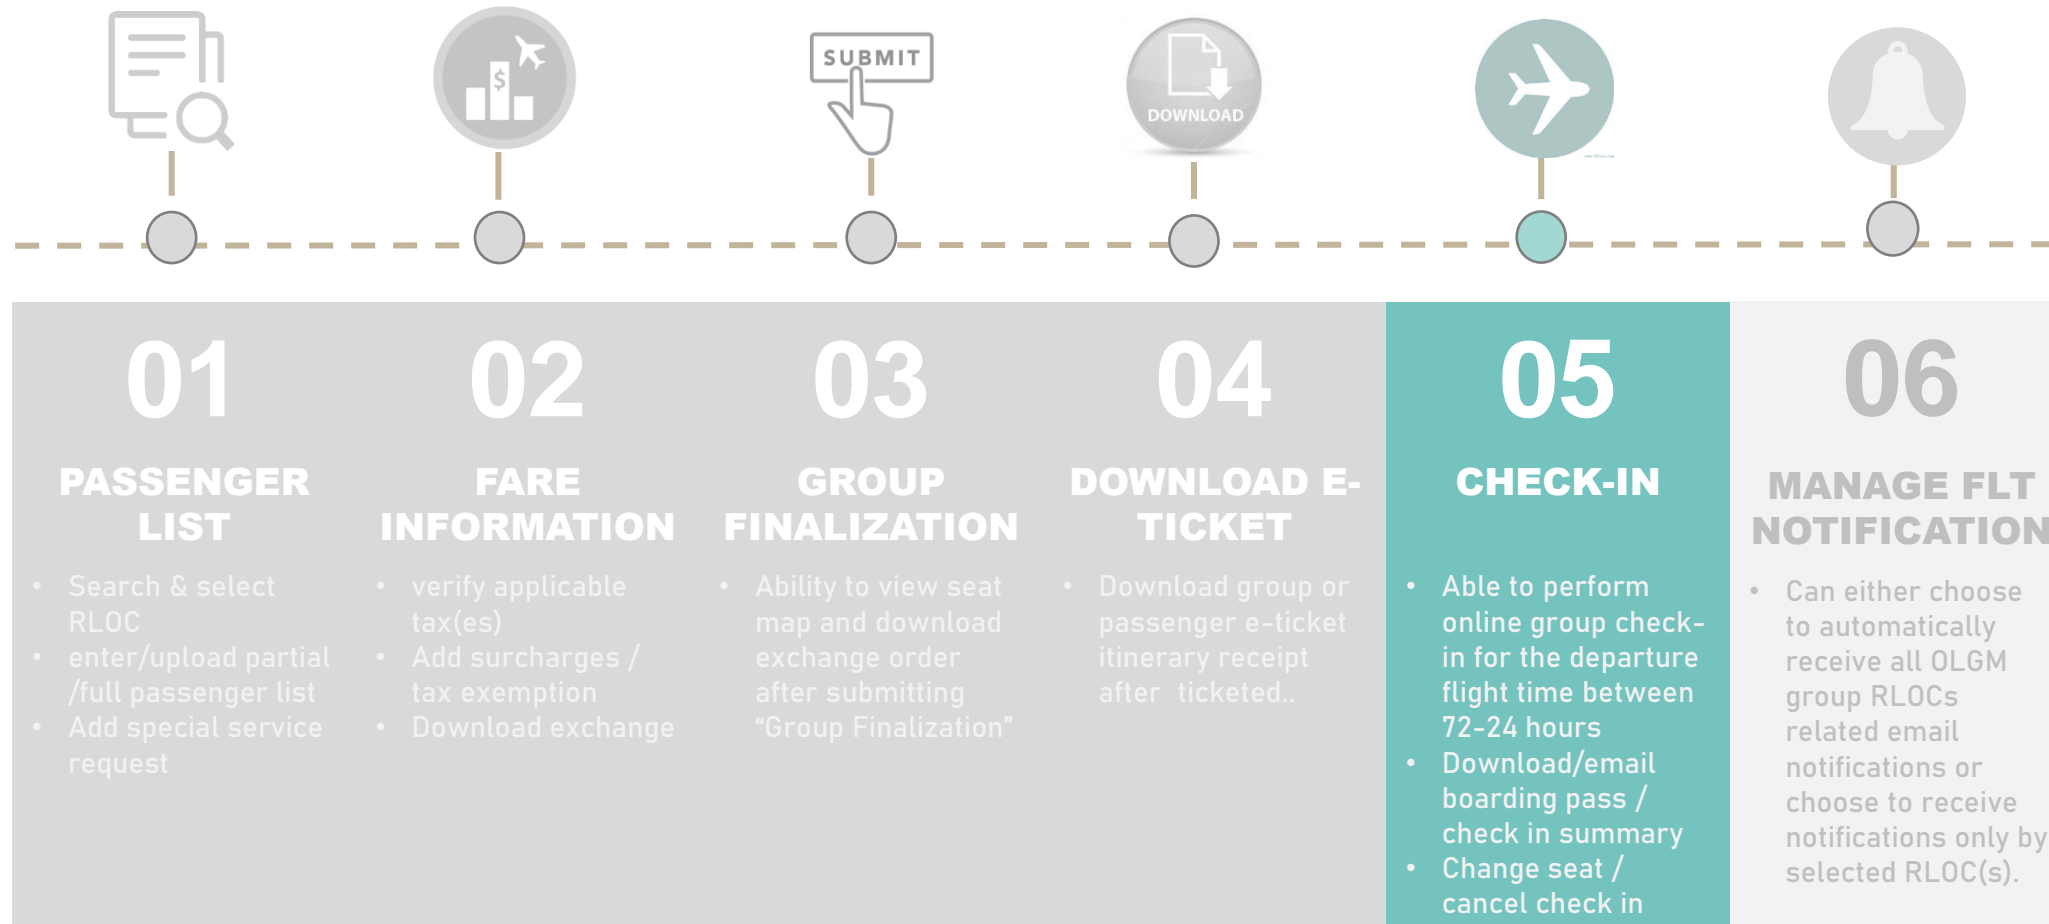 SUBMIT
DOWNLOAD
$
01
PASSENGER
LIST
• Search & select
RLOC
• enter/upload partial
/full passenger list
• Add special service
request
02
FARE
INFORMATION
• verify applicable
tax(es)
• Add surcharges /
tax exemption
• Download exchange
03
GROUP
FINALIZATION
• Ability to view seat
map and download
exchange order
after submitting
“Group Finalization”
04
DOWNLOAD E-
TICKET
• Download group or
passenger e-ticket
itinerary receipt
after ticketed..
05
CHECK-IN
• Able to perform
online group check-
in for the departure
flight time between
72-24 hours
• Download/email
boarding pass /
check in summary
• Change seat /
cancel check in
06
MANAGE FLT
NOTIFICATION
• Can either choose
to automatically
receive all OLGM
group RLOCs
related email
notifications or
choose to receive
notifications only by
selected RLOC(s).